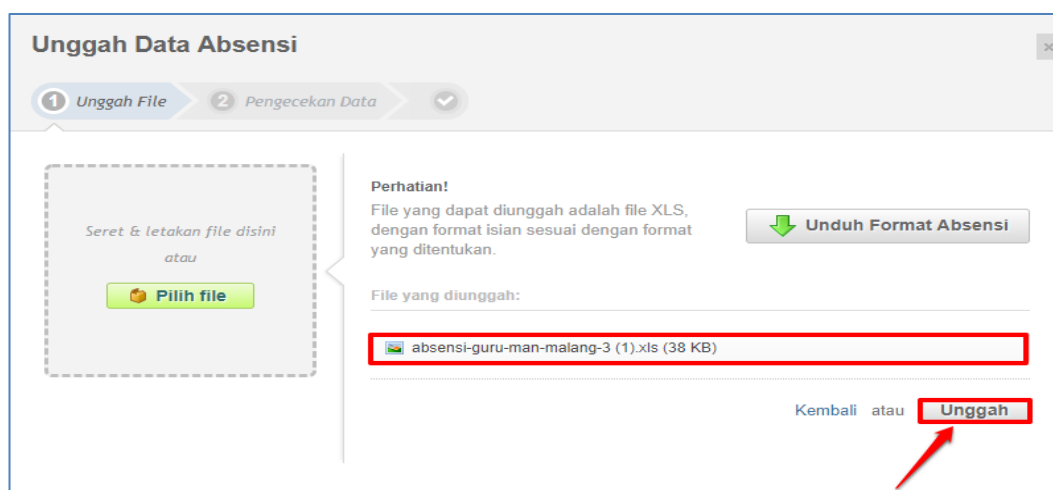 Unggah Data Absensi
×
1 Unggah File 2 Pengecekan Data
Seret & letakan file disini
atau
Pilih file
Perhatian!
File yang dapat diunggah adalah file XLS,
dengan format isian sesuai dengan format
yang ditentukan.
Unduh Format Absensi
File yang diunggah:
absensi-guru-man-malang-3 (1).xls (38 KB)
Kembali atau Unggah